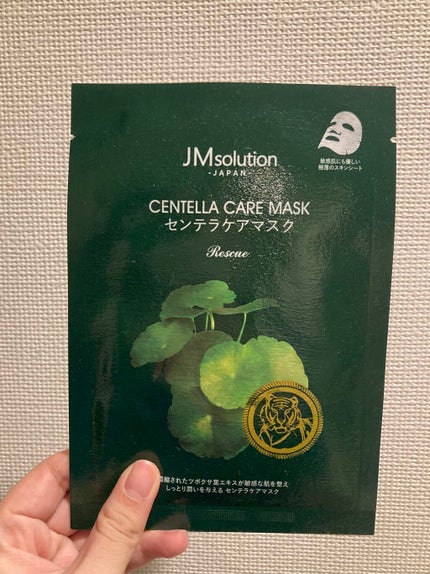 JMsolution
-JAPAN-
CENTELLA CARE MASK
センテラケアマスク
Rescue
敏感肌にも優しい
極薄のスキンシート
縮されたツボクサ葉エキスが敏感な肌を整え
しっとり潤いを与える センテラケアマスク